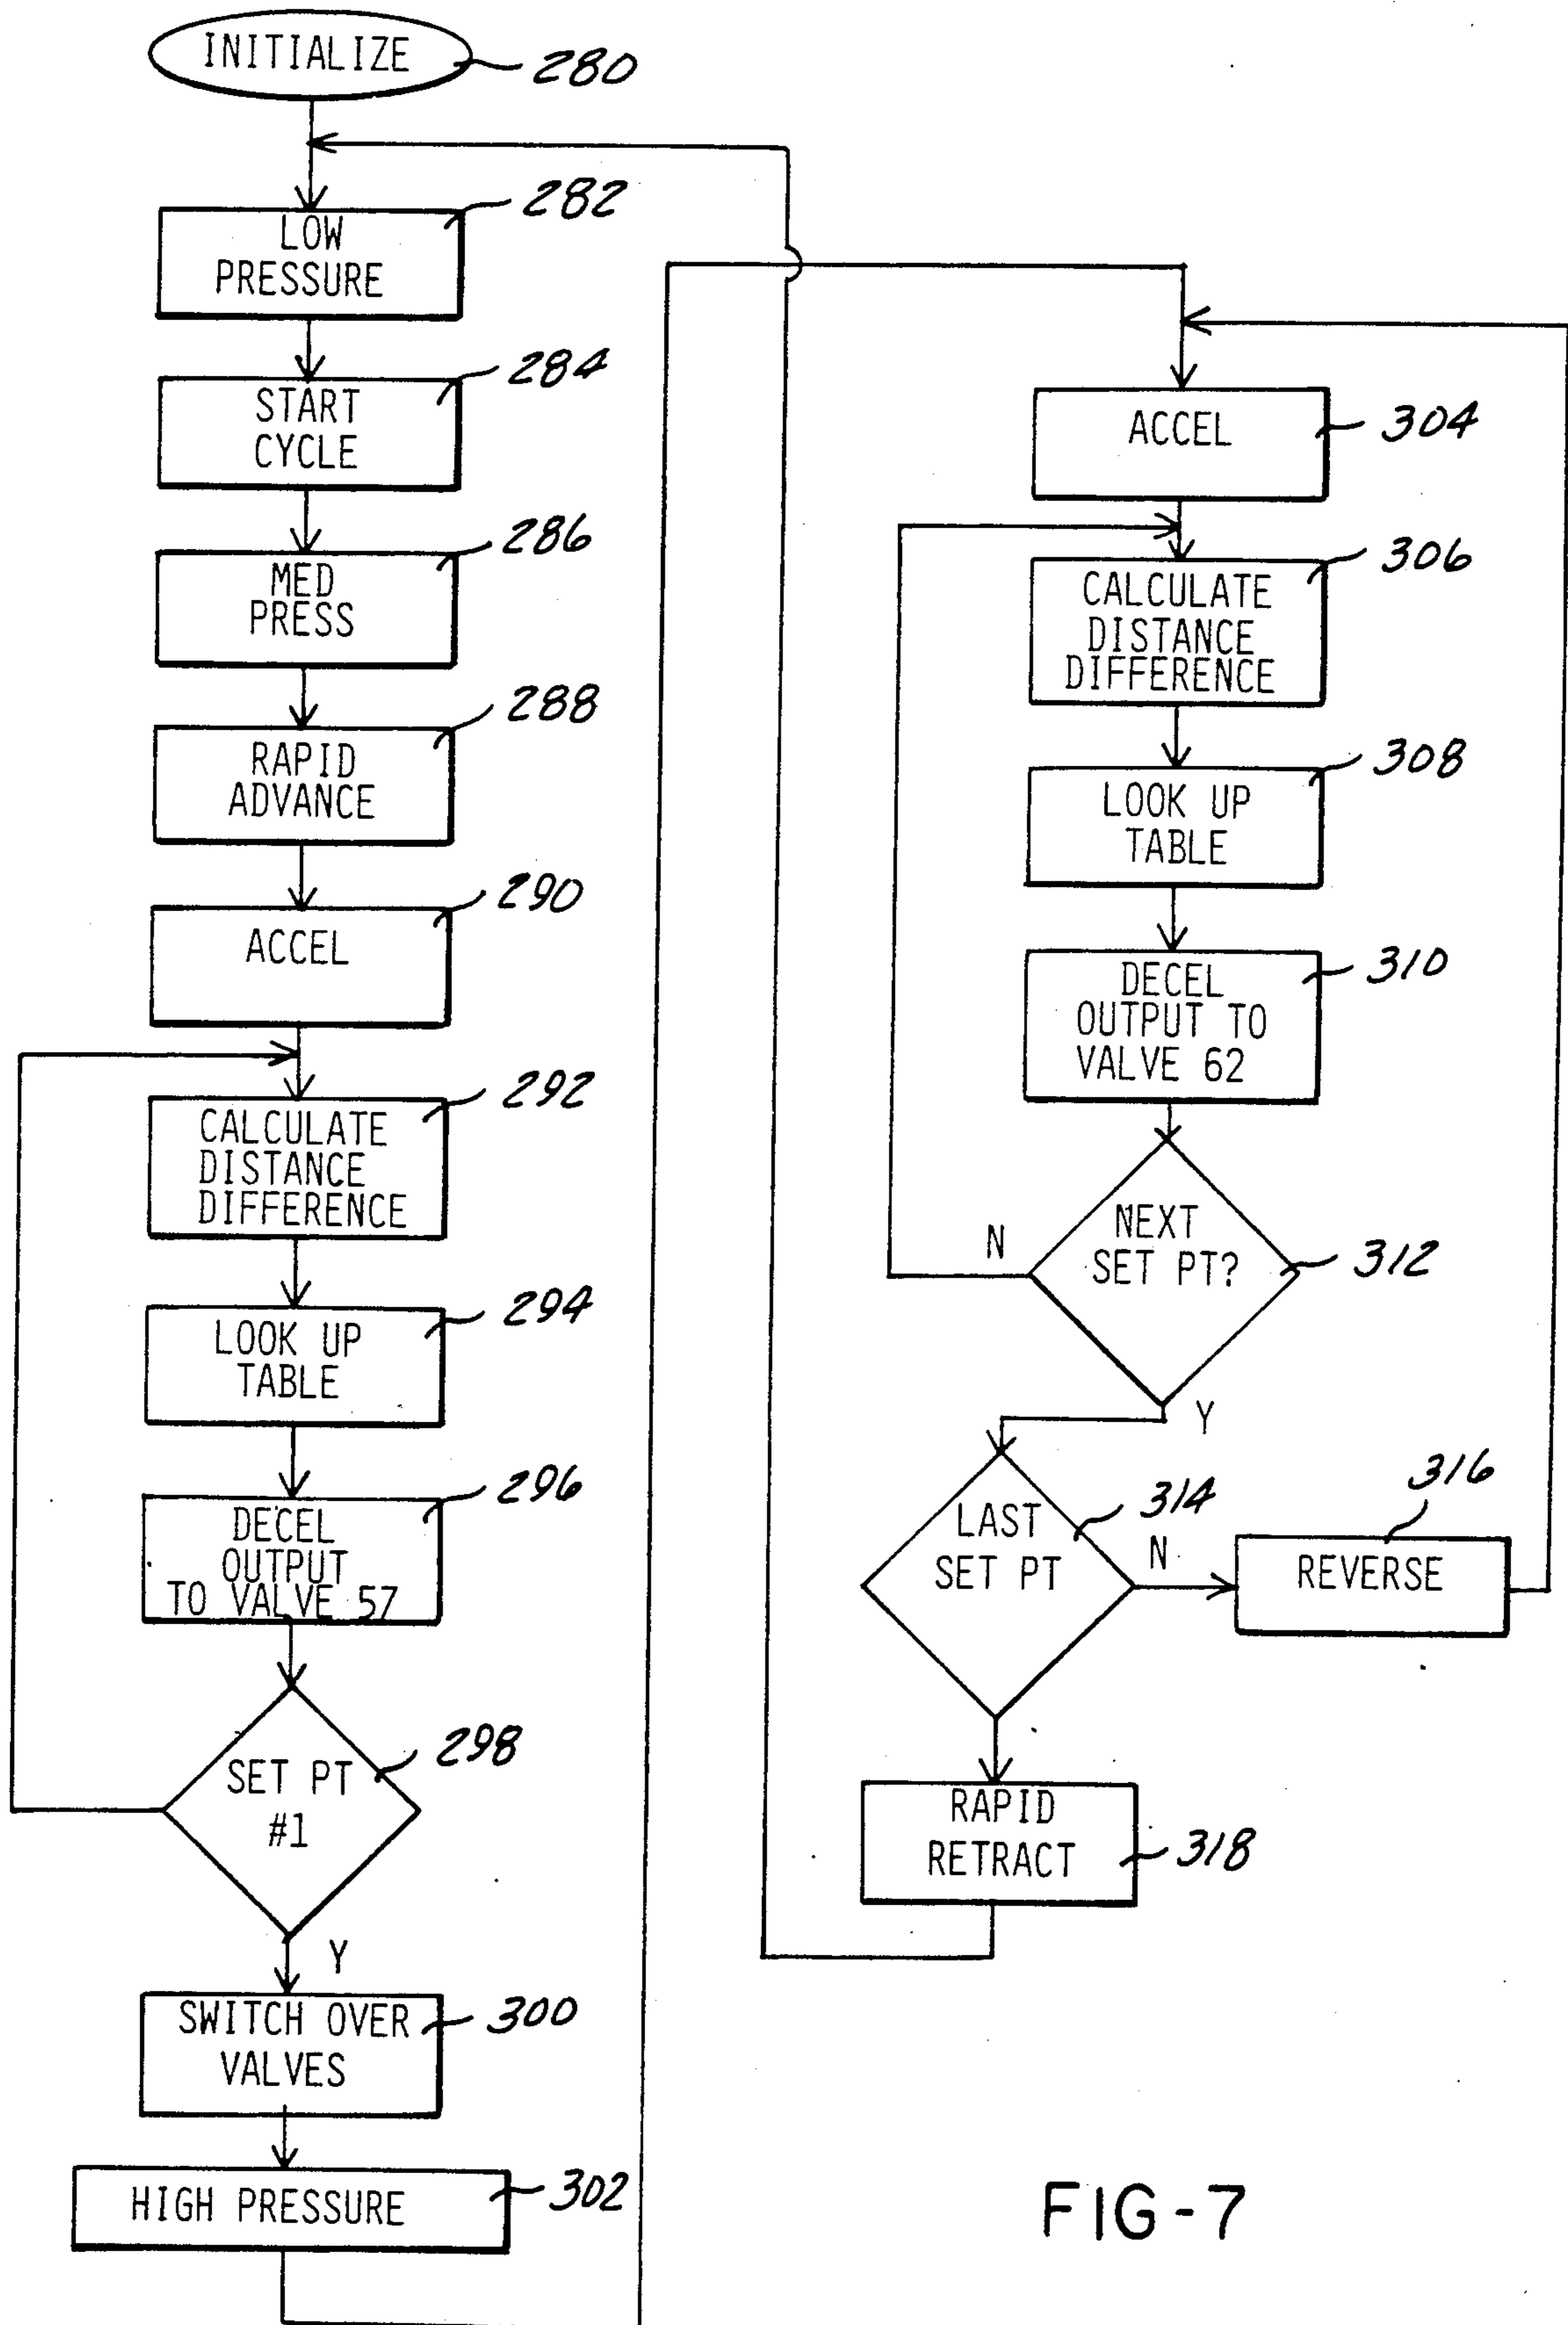 INITIALIZE
280
LOW
PRESSURE
282
START
CYCLE
284
MED
PRESS
286
RAPID
ADVANCE
288
ACCEL
290
CALCULATE
DISTANCE
DIFFERENCE
292
LOOK UP
TABLE
294
DECEL
OUTPUT
TO VALVE 57
296
SET PT
#1
298
Y
SWITCH OVER
VALVES
300
HIGH PRESSURE
302
ACCEL
304
CALCULATE
DISTANCE
DIFFERENCE
306
LOOK UP
TABLE
308
DECEL
OUTPUT TO
VALVE 62
310
NEXT
SET PT?
312
N
Y
LAST
SET PT
314
N
REVERSE
316
RAPID
RETRACT
318
FIG-7